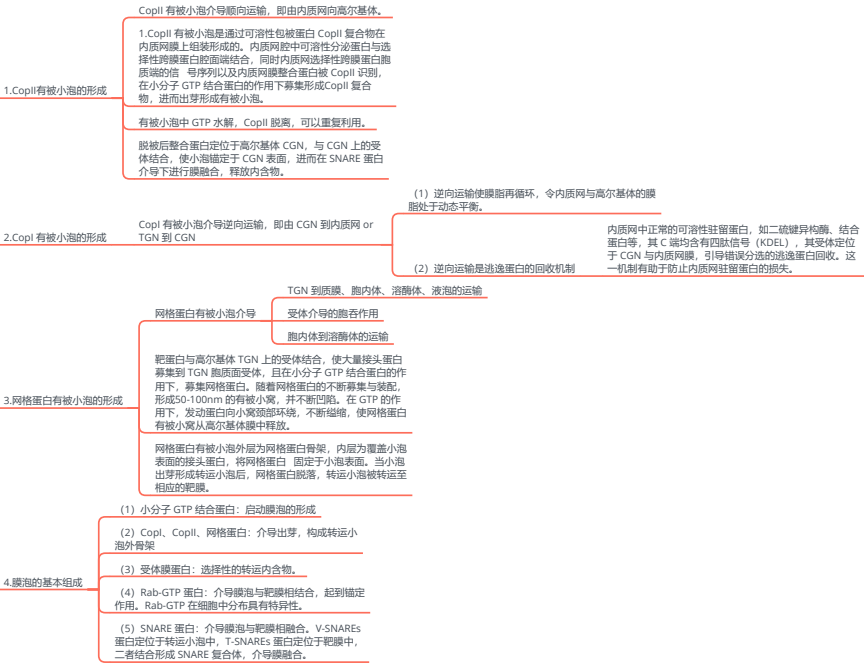 CopII 有被小泡介导顺向运输，即由内质网向高尔基体。
1.CopII 有被小泡是通过可溶性包被蛋白 CopII 复合物在
内质网膜上组装形成的。内质网腔中可溶性分泌蛋白与选
择性跨膜蛋白腔面端结合，同时内质网选择性跨膜蛋白胞
质端的信 号序列以及内质网膜整合蛋白被 CopII 识别，
在小分子 GTP 结合蛋白的作用下募集形成CopII 复合
物，进而出芽形成有被小泡。
1.CopII有被小泡的形成
有被小泡中 GTP 水解，CopII 脱离，可以重复利用。
脱被后整合蛋白定位于高尔基体 CGN，与 CGN 上的受
体结合，使小泡锚定于 CGN 表面，进而在 SNARE 蛋白
介导下进行膜融合，释放内含物。
2.CopI 有被小泡的形成
CopI 有被小泡介导逆向运输，即由 CGN 到内质网 or
TGN 到 CGN
（1）逆向运输使膜脂再循环，令内质网与高尔基体的膜
脂处于动态平衡。
（2）逆向运输是逃逸蛋白的回收机制
内质网中正常的可溶性驻留蛋白，如二硫键异构酶、结合
蛋白等，其 C 端均含有四肽信号（KDEL），其受体定位
于 CGN 与内质网膜，引导错误分选的逃逸蛋白回收。这
一机制有助于防止内质网驻留蛋白的损失。
3.网格蛋白有被小泡的形成
网格蛋白有被小泡介导
TGN 到质膜、胞内体、溶酶体、液泡的运输
受体介导的胞吞作用
胞内体到溶酶体的运输
靶蛋白与高尔基体 TGN 上的受体结合，使大量接头蛋白
募集到 TGN 胞质面受体，且在小分子 GTP 结合蛋白的作
用下，募集网格蛋白。随着网格蛋白的不断募集与装配，
形成50-100nm 的有被小窝，并不断凹陷。在 GTP 的作
用下，发动蛋白向小窝颈部环绕，不断缢缩，使网格蛋白
有被小窝从高尔基体膜中释放。
网格蛋白有被小泡外层为网格蛋白骨架，内层为覆盖小泡
表面的接头蛋白，将网格蛋白 固定于小泡表面。当小泡
出芽形成转运小泡后，网格蛋白脱落，转运小泡被转运至
相应的靶膜。
4.膜泡的基本组成
（1）小分子 GTP 结合蛋白：启动膜泡的形成
（2）CopI、CopII、网格蛋白：介导出芽，构成转运小
泡外骨架
（3）受体膜蛋白：选择性的转运内含物。
（4）Rab-GTP 蛋白：介导膜泡与靶膜相结合，起到锚定
作用。Rab-GTP 在细胞中分布具有特异性。
（5）SNARE 蛋白：介导膜泡与靶膜相融合。V-SNAREs
蛋白定位于转运小泡中，T-SNAREs 蛋白定位于靶膜中，
二者结合形成 SNARE 复合体，介导膜融合。